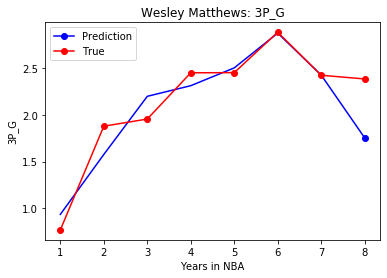 Wesley Matthews: 3P_G
Prediction
True
3P_G
2.5
2.0
1.5
1.0
1 2 3 4 5 6 7 8
Years in NBA